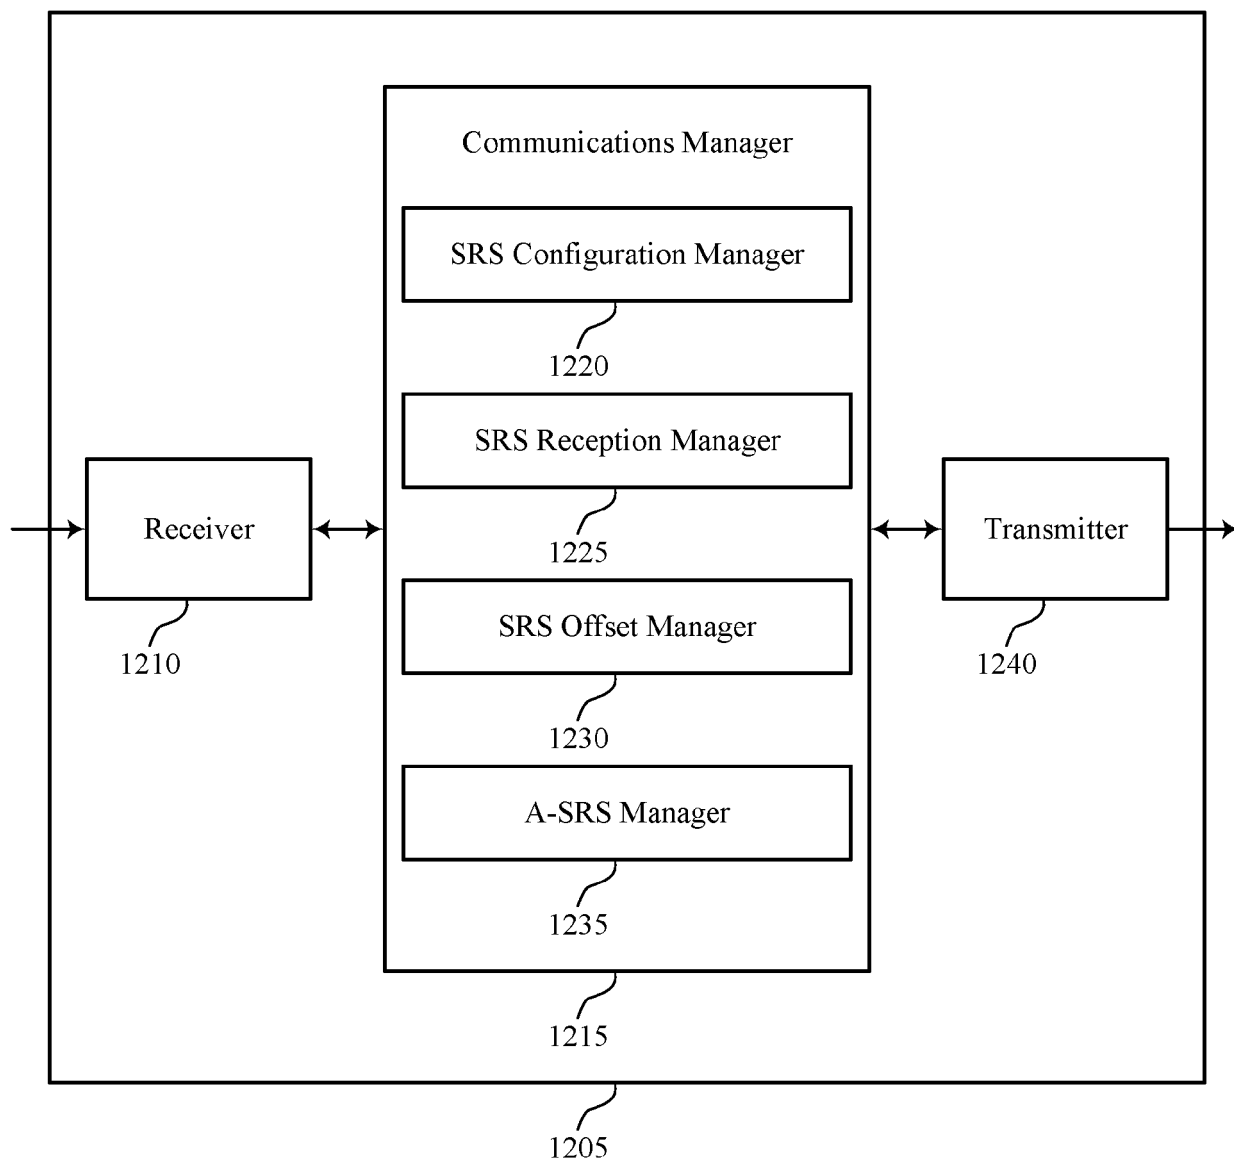 Communications Manager
SRS Configuration Manager
1220
SRS Reception Manager
1225
Receiver
1210
Transmitter
1240
SRS Offset Manager
1230
A-SRS Manager
1235
1215
1205